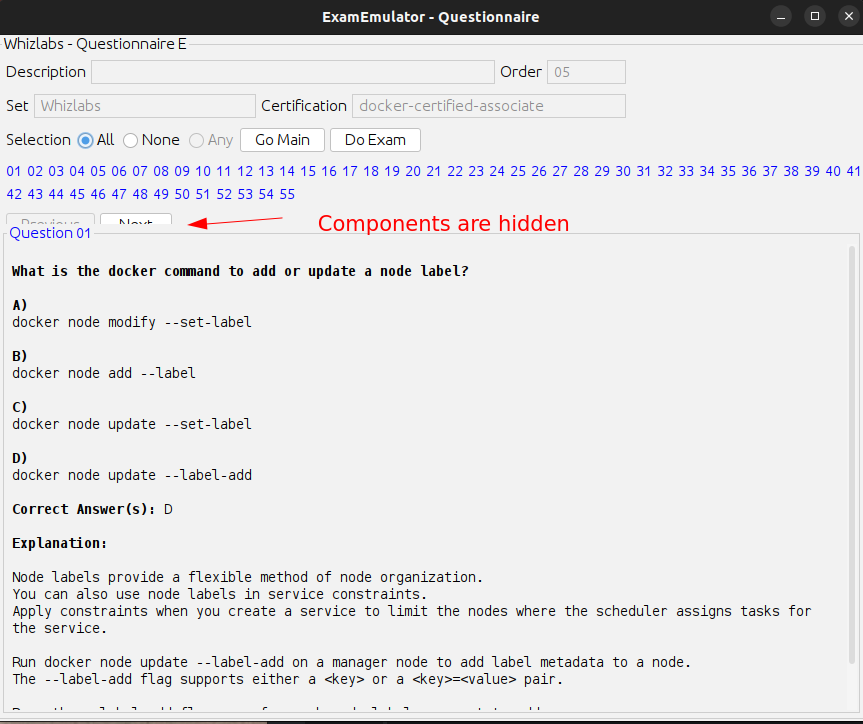 ExamEmulator - Questionnaire
Whizlabs - Questionnaire E
Description Order 05
Set Whizlabs Certification docker-certified-associate
Selection All None Any Go Main Do Exam
01 02 03 04 05 06 07 08 09 10 11 12 13 14 15 16 17 18 19 20 21 22 23 24 25 26 27 28 29 30 31 32 33 34 35 36 37 38 39 40 41
42 43 44 45 46 47 48 49 50 51 52 53 54 55
Previous Next Components are hidden
Question 01
What is the docker command to add or update a node label?
A)
docker node modify --set-label
B)
docker node add --label
C)
docker node update --set-label
D)
docker node update --label-add
Correct Answer(s): D
Explanation:
Node labels provide a flexible method of node organization.
You can also use node labels in service constraints.
Apply constraints when you create a service to limit the nodes where the scheduler assigns tasks for
the service.
Run docker node update --label-add on a manager node to add label metadata to a node.
The --label-add flag supports either a <key> or a <key>=<value> pair.